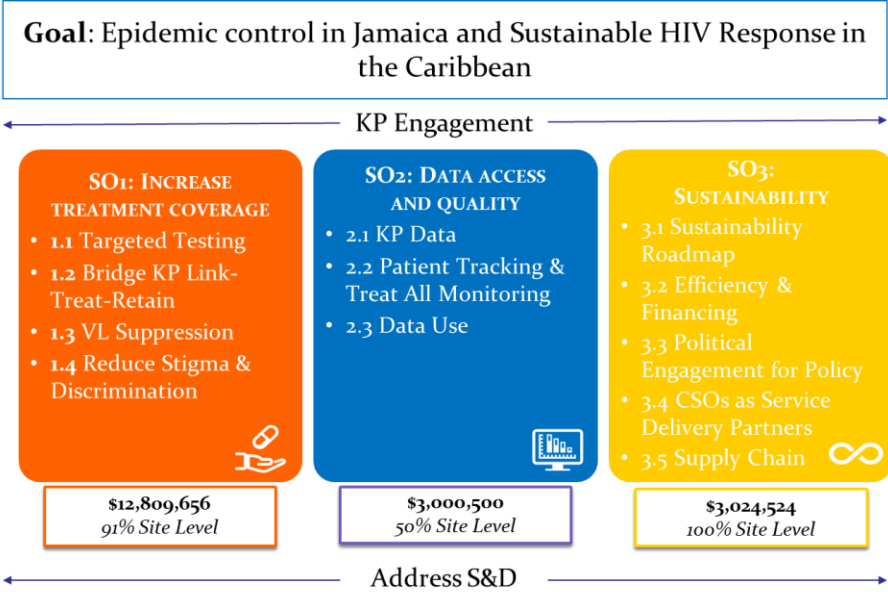 Goal: Epidemic control in Jamaica and Sustainable HIV Response in
the Caribbean
KP Engagement
SO1: INCREASE
TREATMENT COVERAGE
• 1.1 Targeted Testing
• 1.2 Bridge KP Link-
Treat-Retain
• 1.3 VL Suppression
• 1.4 Reduce Stigma &
Discrimination
$12,809,656
91% Site Level
SO2: DATA ACCESS
AND QUALITY
• 2.1 KP Data
• 2.2 Patient Tracking &
Treat All Monitoring
• 2.3 Data Use
$3,000,500
50% Site Level
SO3:
SUSTAINABILITY
• 3.1 Sustainability
Roadmap
• 3.2 Efficiency &
Financing
• 3.3 Political
Engagement for Policy
• 3.4 CSOs as Service
Delivery Partners
• 3.5 Supply Chain
$3,024,524
100% Site Level
Address S&D